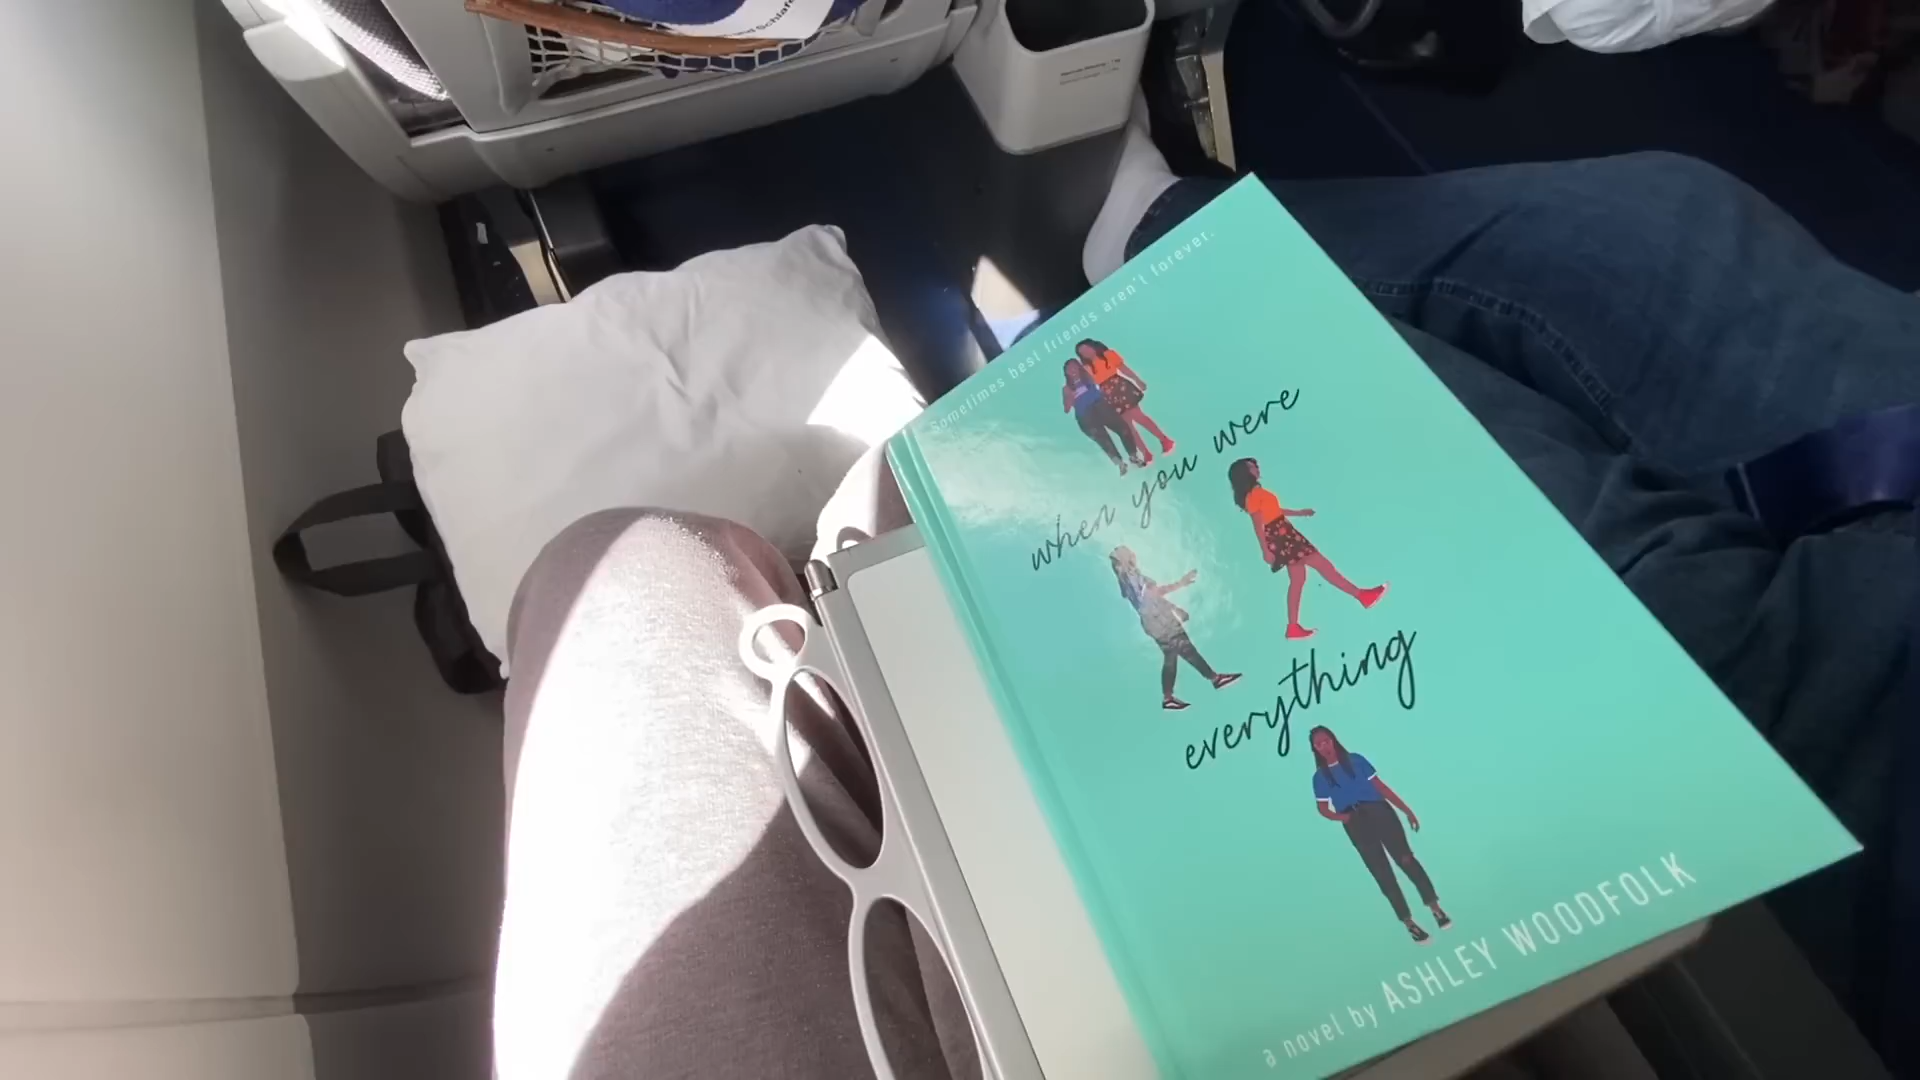 Sometimes best friends aren't forever.
when you were
everything
a novel by ASHLEY WOODFOLK